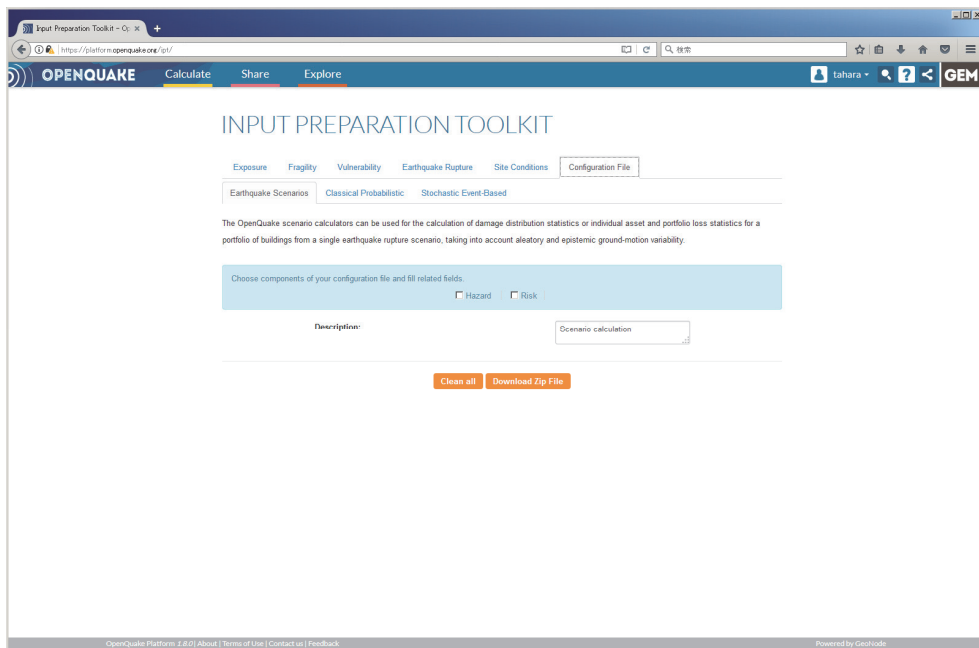 Input Preparation Toolkit - Op × +
https://platform.openquake.org/ipt/
検索
OPENQUAKE Calculate Share Explore tahara ? GEM
INPUT PREPARATION TOOLKIT
Exposure Fragility Vulnerability Earthquake Rupture Site Conditions Configuration File
Earthquake Scenarios Classical Probabilistic Stochastic Event-Based
The OpenQuake scenario calculators can be used for the calculation of damage distribution statistics or individual asset and portfolio loss statistics for a
portfolio of buildings from a single earthquake rupture scenario, taking into account aleatory and epistemic ground-motion variability.
Choose components of your configuration file and fill related fields.
Hazard Risk
Description: Scenario calculation
Clean all Download Zip File
OpenQuake Platform 1.8.0 | About | Terms of Use | Contact us | Feedback Powered by GeoNode